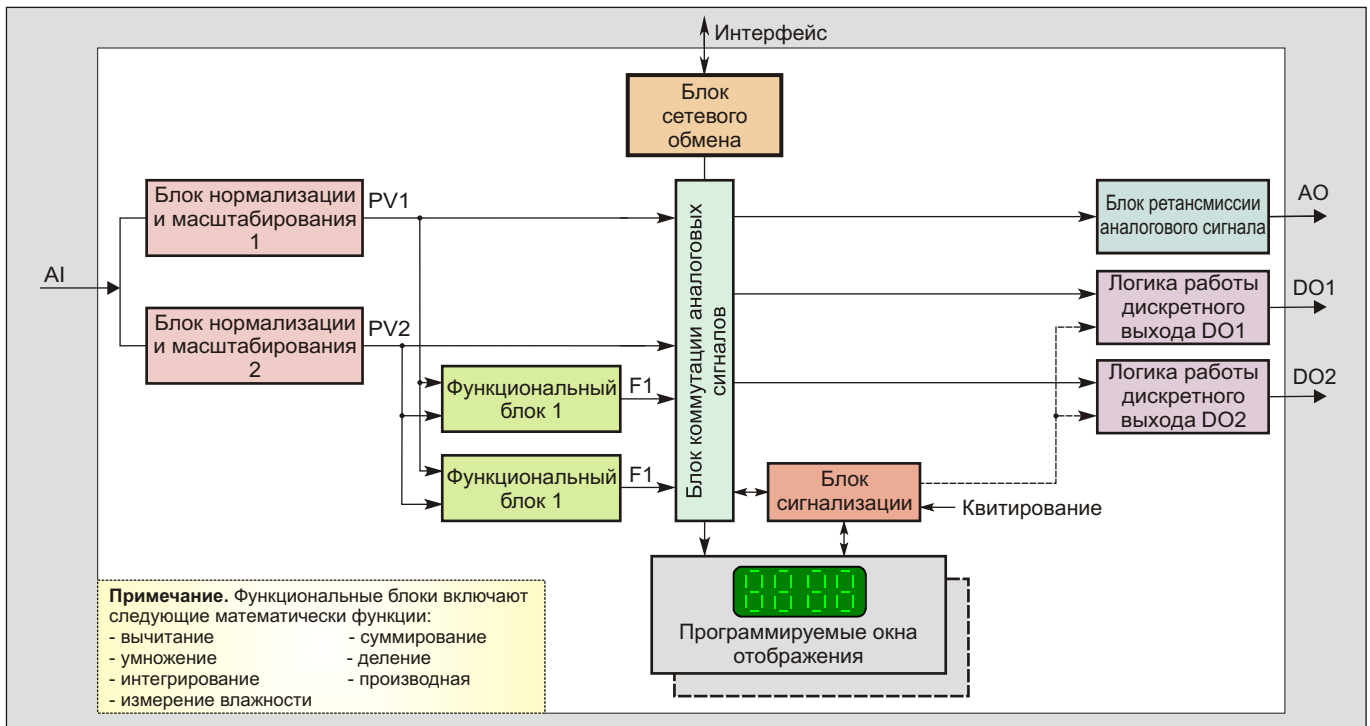 Интерфейс
Блок
сетевого
обмена
Блок нормализации
и масштабирования
1
PV1
AI
Блок нормализации
и масштабирования
2
PV2
Функциональный
блок 1
F1
Функциональный
блок 1
F1
Блок коммутации аналоговых
сигналов
Блок ретансмиссии
аналогового сигнала
AO
Логика работы
дискретного
выхода DO1
DO1
Логика работы
дискретного
выхода DO2
DO2
Блок
сигнализации
Квитирование
8888
Программируемые окна
отображения
Примечание. Функциональные блоки включают
следующие математически функции:
- вычитание - суммирование
- умножение - деление
- интегрирование - производная
- измерение влажности